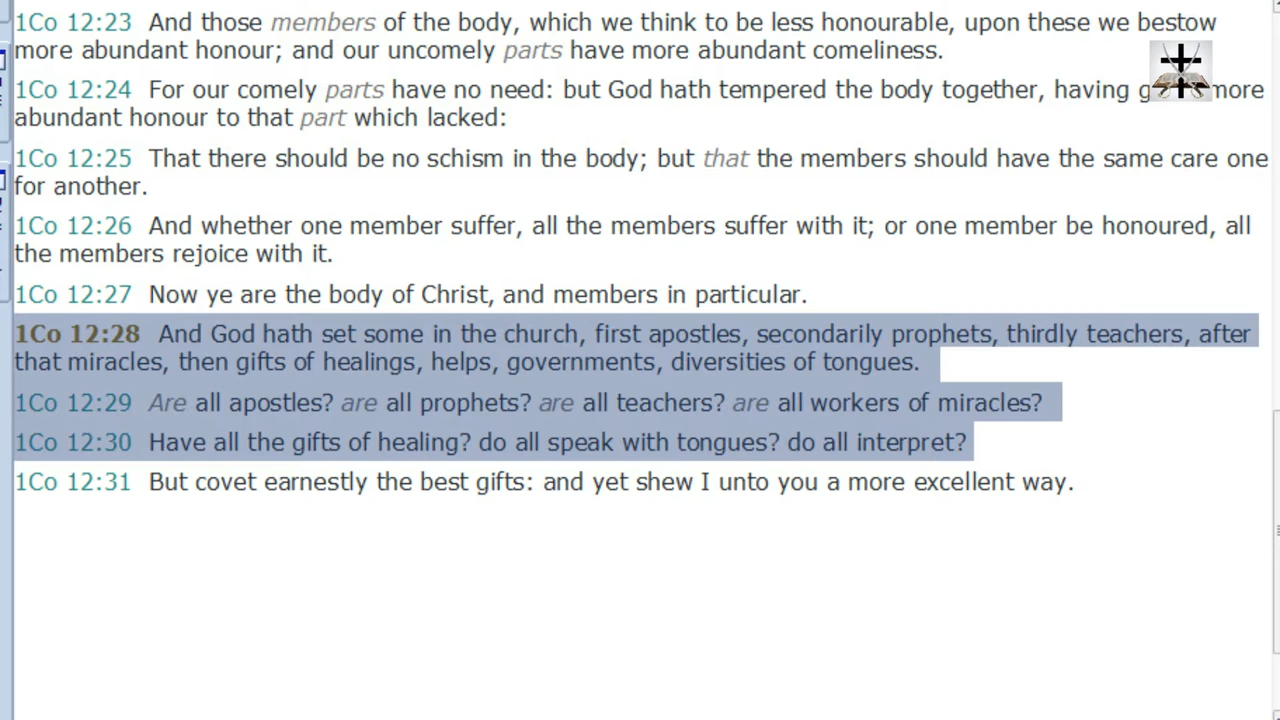 1Co 12:23 And those members of the body, which we think to be less honourable, upon these we bestow
more abundant honour; and our uncomely parts have more abundant comeliness.
1Co 12:24 For our comely parts have no need: but God hath tempered the body together, having more
abundant honour to that part which lacked:
1Co 12:25 That there should be no schism in the body; but that the members should have the same care one
for another.
1Co 12:26 And whether one member suffer, all the members suffer with it; or one member be honoured, all
the members rejoice with it.
1Co 12:27 Now ye are the body of Christ, and members in particular.
1Co 12:28 And God hath set some in the church, first apostles, secondarily prophets, thirdly teachers, after
that miracles, then gifts of healings, helps, governments, diversities of tongues.
1Co 12:29 Are all apostles? are all prophets? are all teachers? are all workers of miracles?
1Co 12:30 Have all the gifts of healing? do all speak with tongues? do all interpret?
1Co 12:31 But covet earnestly the best gifts: and yet shew I unto you a more excellent way.